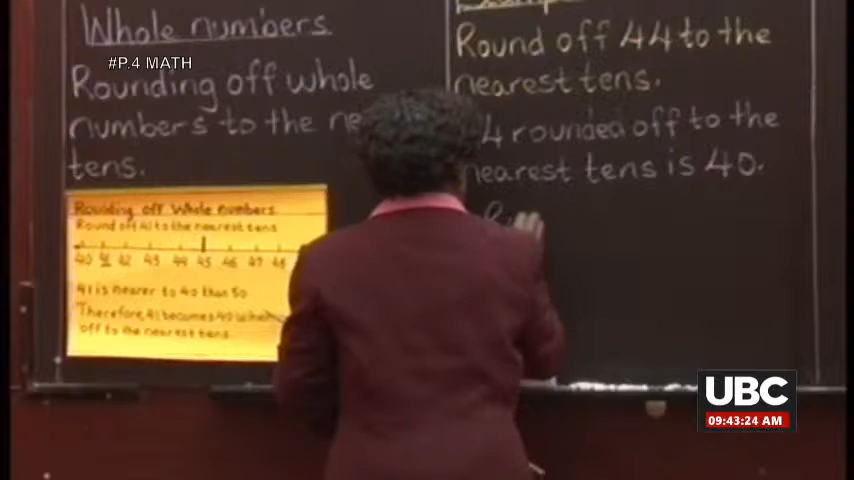 Whole numbers
#P.4 MATH
Rounding off whole
numbers to the ne
tens.
Rounding off Whole numbers
Round off 41 to the nearest tens
40 41 42 43 44 45 46 47 48
41 is nearer to 40 than 50
Therefore, 41 becomes 40 when
off to the nearest tens
Round off 44 to the
nearest tens.
4 rounded off to the
nearest tens is 40.
UBC
09:43:24 AM